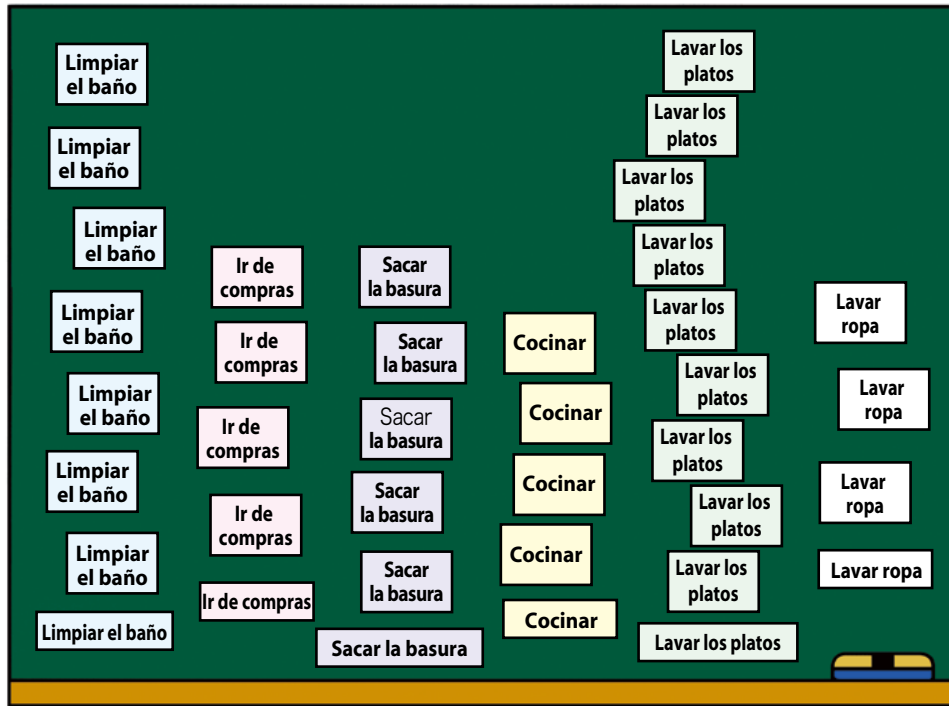 Limpiar
el baño
Limpiar
el baño
Limpiar
el baño
Limpiar
el baño
Limpiar
el baño
Limpiar
el baño
Limpiar
el baño
Limpiar el baño
Ir de
compras
Ir de
compras
Ir de
compras
Ir de
compras
Ir de compras
Sacar
la basura
Sacar
la basura
Sacar
la basura
Sacar
la basura
Sacar
la basura
Sacar la basura
Cocinar
Cocinar
Cocinar
Cocinar
Cocinar
Lavar los
platos
Lavar los
platos
Lavar los
platos
Lavar los
platos
Lavar los
platos
Lavar los
platos
Lavar los
platos
Lavar los
platos
Lavar los
platos
Lavar los platos
Lavar
ropa
Lavar
ropa
Lavar
ropa
Lavar ropa